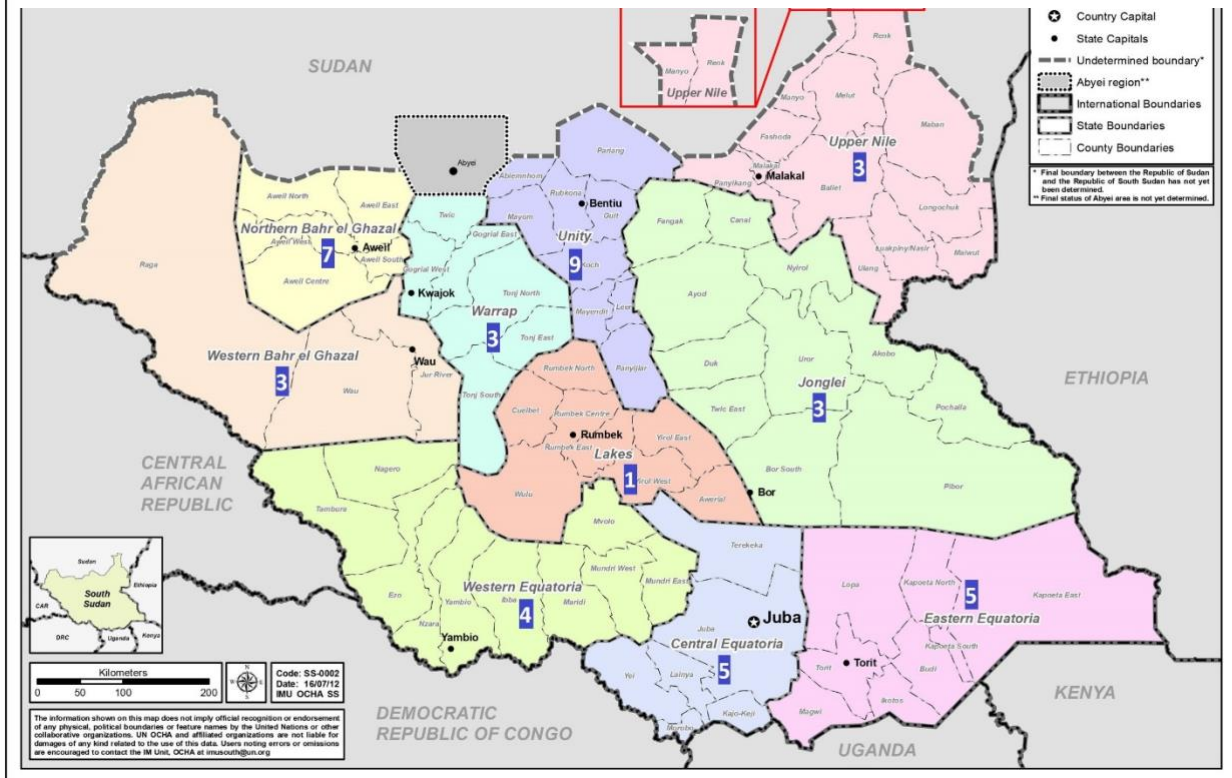 Country Capital
State Capitals
Undetermined boundary*
Abyei region**
International Boundaries
State Boundaries
County Boundaries
* Final boundary between the Republic of Sudan
and the Republic of South Sudan has not yet
been determined.
** Final status of Abyei area is not yet determined.
Manyo
Renk
Upper Nile
SUDAN
Renk
Manyo
Melut
Maban
Fashoda
Upper Nile
3
Malakal
Malakal
Panyikang
Baliet
Longochuk
Luakpiny/Nasir
Maiwut
Ulang
Abyei
Pariang
Abiemnhom
Rubkona
Bentiu
Mayom
Guit
Unity
9
Koch
Mayendit
Leer
Panyijiar
Twic
Gogrial East
Gogrial West
Kwajok
Tonj North
Warrap
3
Tonj East
Tonj South
Aweil North
Aweil East
Northern Bahr el Ghazal
Aweil West
7
Aweil
Aweil South
Aweil Centre
Raga
Western Bahr el Ghazal
3
Wau
Wau
Jur River
Fangak
Canal
Nyirol
Ayod
Duk
Uror
Akobo
Jonglei
3
Twic East
Pochalla
Bor South
Bor
Pibor
ETHIOPIA
Rumbek North
Cueibet
Rumbek Centre
Rumbek
Rumbek East
Yirol East
Lakes
1
Yirol West
Wulu
Awerial
CENTRAL
AFRICAN
REPUBLIC
Nagero
Tambura
Mvolo
Mundri West
Mundri East
Western Equatoria
4
Ezo
Yambio
Ibba
Maridi
Nzara
Yambio
Terekeka
Juba
Juba
Central Equatoria
5
Yei
Lainya
Kajo-Keji
Morobo
Lopa
Kapoeta North
5
Kapoeta East
Eastern Equatoria
Kapoeta South
Torit
Torit
Budi
Ikotos
Magwi
Sudan
Ethiopia
South
Sudan
CAR
DRC
Uganda
Kenya
Kilometers
0 50 100 200
N
Code: SS-0002
Date: 16/07/12
IMU OCHA SS
The information shown on this map does not imply official recognition or endorsement
of any physical, political boundaries or feature names by the United Nations or other
collaborative organizations. UN OCHA and affiliated organizations are not liable for
damages of any kind related to the use of this data. Users noting errors or omissions
are encouraged to contact the IM Unit, OCHA at imusouth@un.org
DEMOCRATIC
REPUBLIC OF CONGO
UGANDA
KENYA